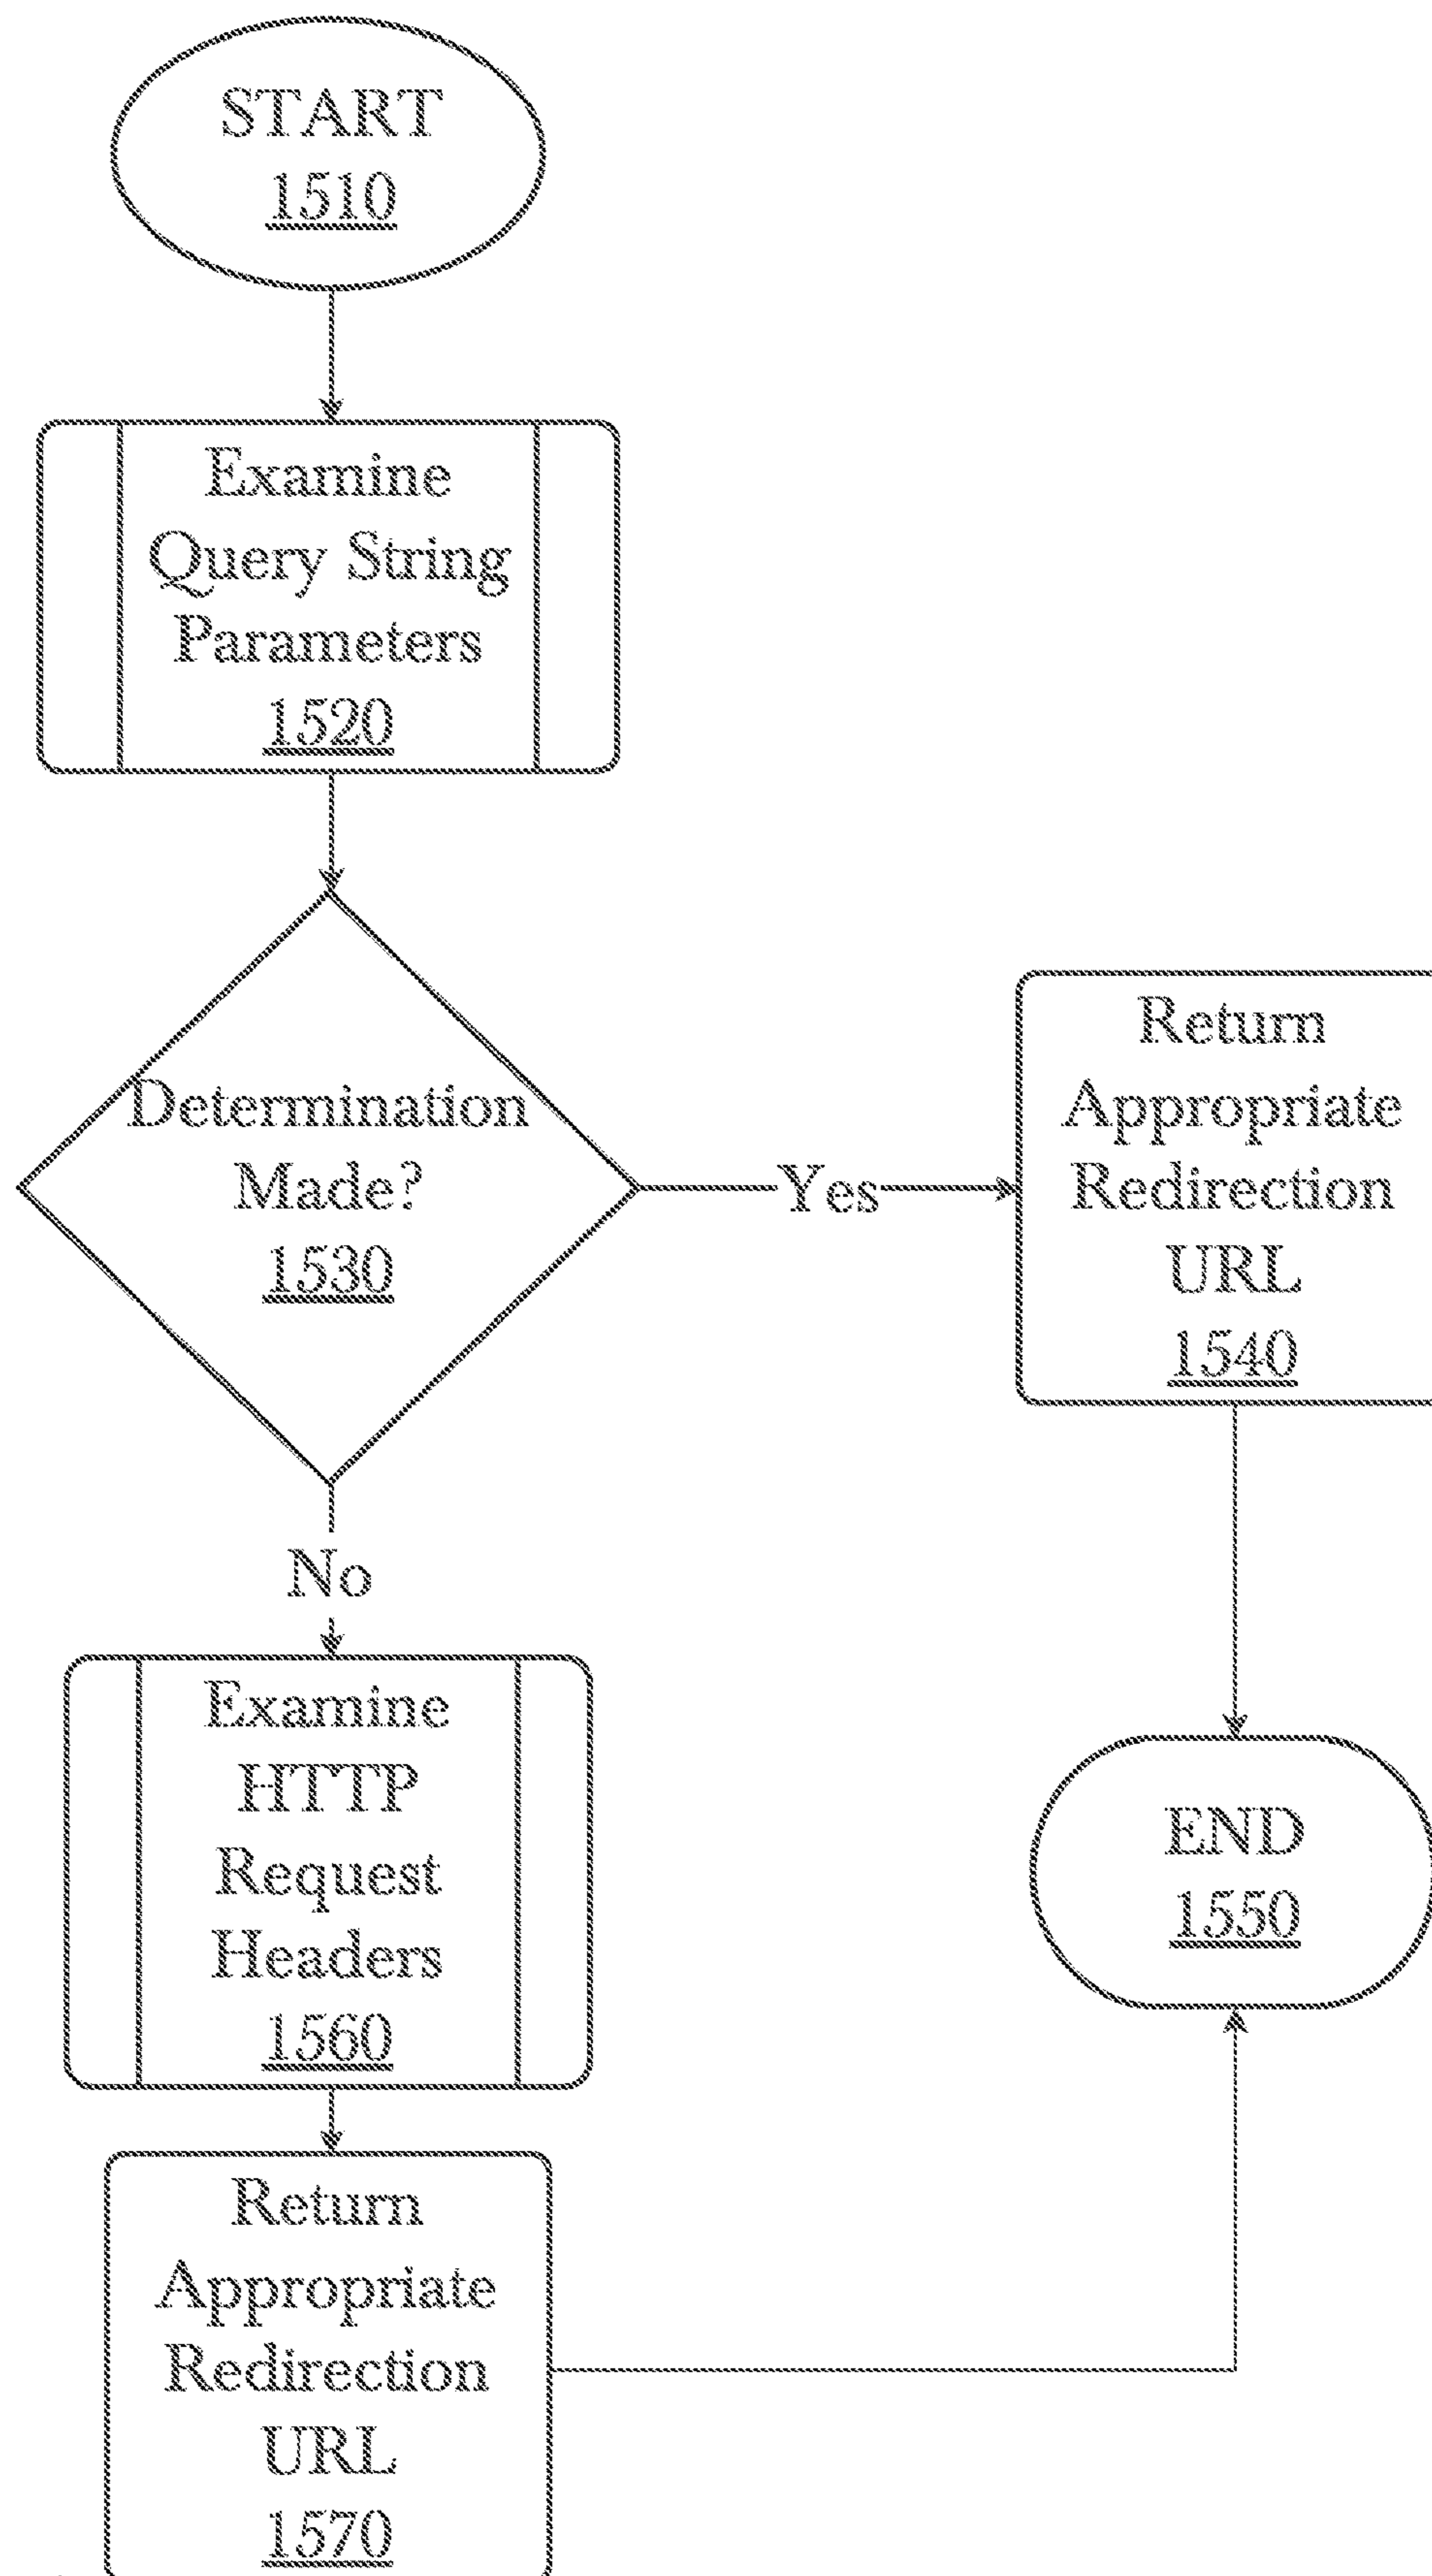 START
1510
Examine
Query String
Parameters
1520
Determination
Made?
1530
Yes
Return
Appropriate
Redirection
URL
1540
No
Examine
HTTP
Request
Headers
1560
END
1550
Return
Appropriate
Redirection
URL
1570